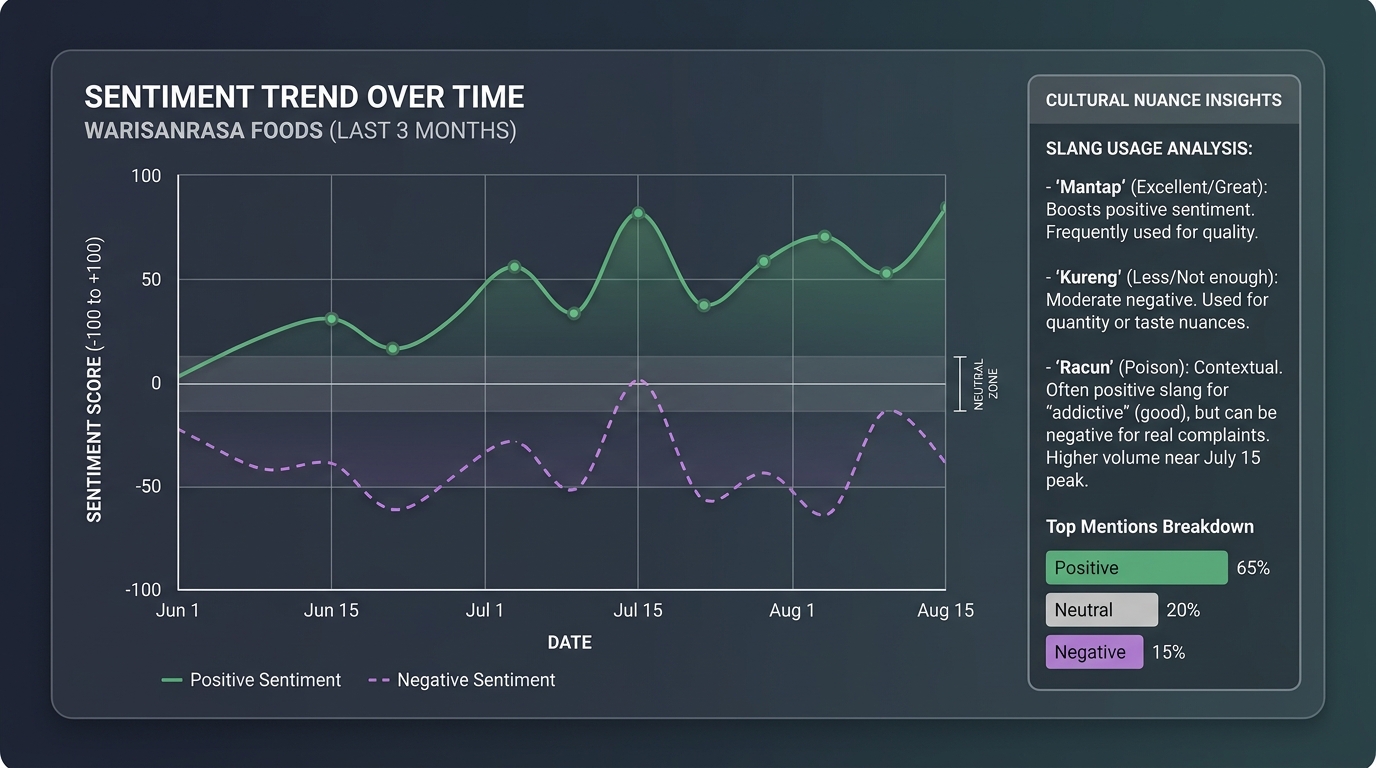 SENTIMENT TREND OVER TIME
WARISANRASA FOODS (LAST 3 MONTHS)
SENTIMENT SCORE (-100 to +100)
100
50
0
-50
-100
Jun 1
Jun 15
Jul 1
Jul 15
Aug 1
Aug 15
DATE
NEUTRAL
ZONE
Positive Sentiment
Negative Sentiment
CULTURAL NUANCE INSIGHTS
SLANG USAGE ANALYSIS:
- ‘Mantap‘ (Excellent/Great):
Boosts positive sentiment.
Frequently used for quality.
- ‘Kureng’ (Less/Not enough):
Moderate negative. Used for
quantity or taste nuances.
- ‘Racun’ (Poison): Contextual.
Often positive slang for
“addictive” (good), but can be
negative for real complaints.
Higher volume near July 15
peak.
Top Mentions Breakdown
Positive 65%
Neutral 20%
Negative 15%